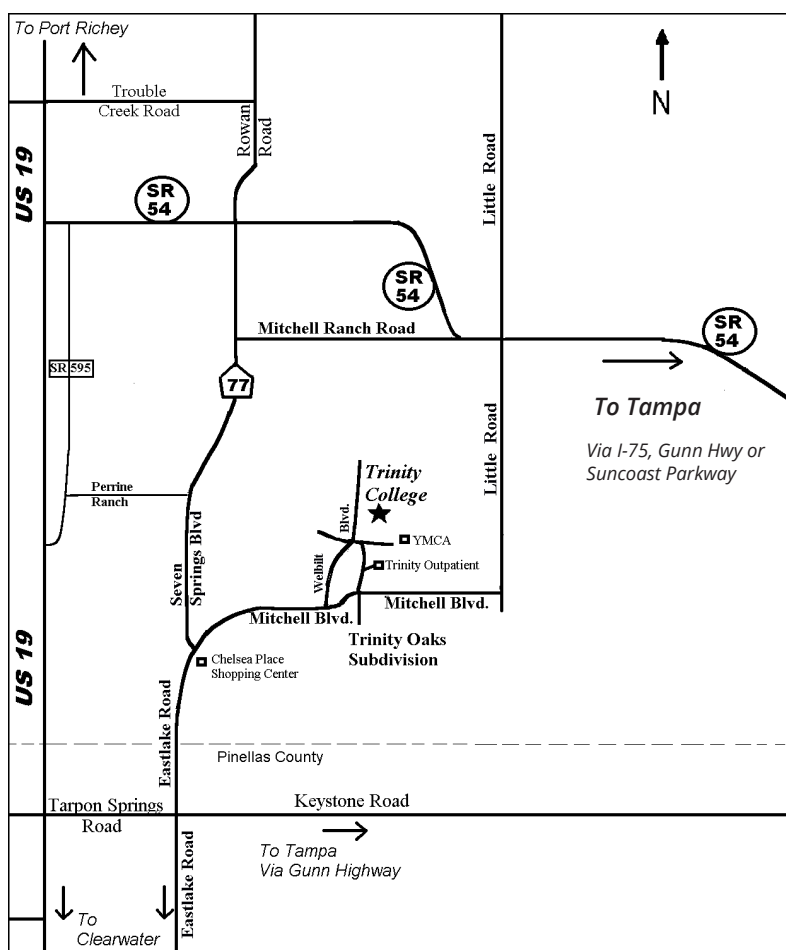 To Port Richey
Trouble
Creek Road
Rowan
Road
N
US 19
SR
54
Little Road
SR
54
Mitchell Ranch Road
SR
54
SR 595
77
To Tampa
Via I-75, Gunn Hwy or
Suncoast Parkway
Little Road
Trinity
College
Perrine
Ranch
Blvd.
YMCA
Trinity Outpatient
Welbilt
Seven
Springs Blvd
Mitchell Blvd.
Mitchell Blvd.
Trinity Oaks
Subdivision
US 19
Chelsea Place
Shopping Center
Eastlake Road
Pinellas County
Tarpon Springs
Road
Keystone Road
To Tampa
Via Gunn Highway
Eastlake Road
To
Clearwater